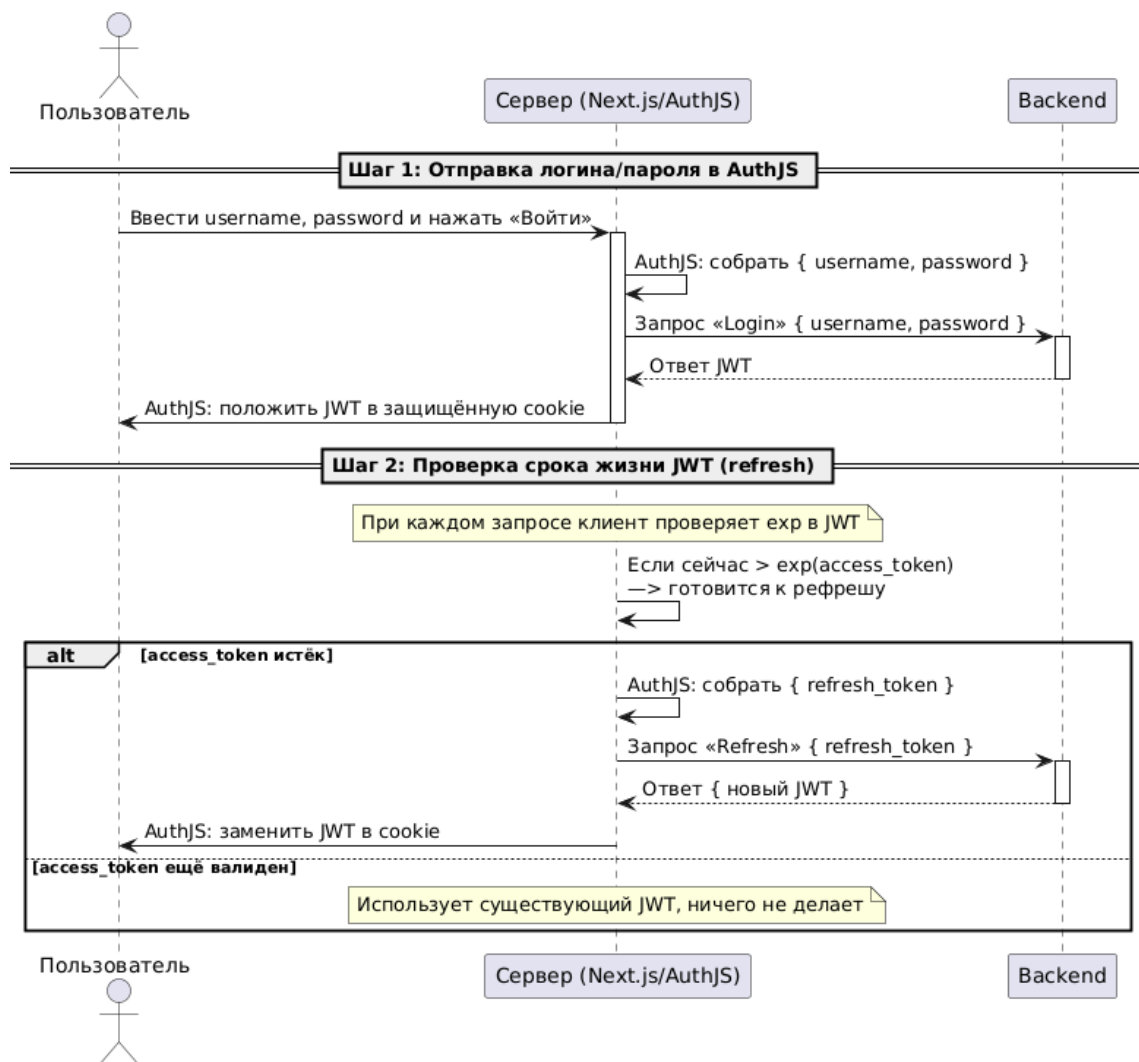 Пользователь
Сервер (Next.js/AuthJS)
Backend
Шаг 1: Отправка логина/пароля в AuthJS
Ввести username, password и нажать «Войти»
AuthJS: собрать { username, password }
Запрос «Login» { username, password }
Ответ JWT
AuthJS: положить JWT в защищённую cookie
Шаг 2: Проверка срока жизни JWT (refresh)
При каждом запросе клиент проверяет exp в JWT
Если сейчас > exp(access_token)
—> готовится к рефрешу
alt
[access_token истёк]
AuthJS: собрать { refresh_token }
Запрос «Refresh» { refresh_token }
Ответ { новый JWT }
AuthJS: заменить JWT в cookie
[access_token ещё валиден]
Использует существующий JWT, ничего не делает
Пользователь
Сервер (Next.js/AuthJS)
Backend